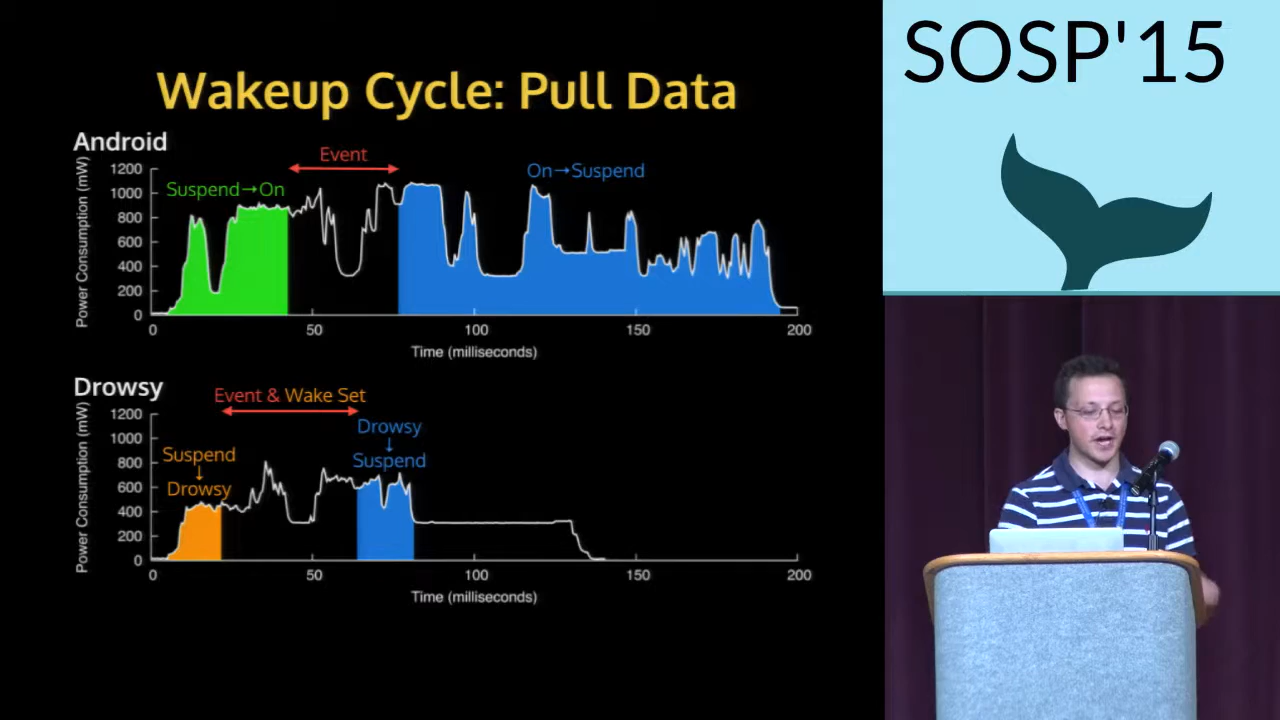 Wakeup Cycle: Pull Data
Android
Power Consumption (mW)
1200
1000
800
600
400
200
0
Suspend→On
Event
On→Suspend
0 50 100 150 200
Time (milliseconds)
Drowsy
Power Consumption (mW)
1200
1000
800
600
400
200
0
Event & Wake Set
Suspend
↓
Drowsy
Drowsy
↓
Suspend
0 50 100 150 200
Time (milliseconds)
SOSP'15